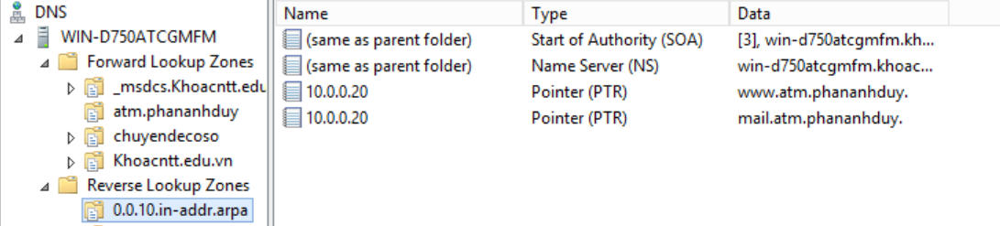 DNS
WIN-D750ATCGMFM
Forward Lookup Zones
_msdcs.Khoacntt.edu
atm.phananhduy
chuyendecoso
Khoacntt.edu.vn
Reverse Lookup Zones
0.0.10.in-addr.arpa
Name Type Data
(same as parent folder) Start of Authority (SOA) [3], win-d750atcgmfm.kh...
(same as parent folder) Name Server (NS) win-d750atcgmfm.khoac...
10.0.0.20 Pointer (PTR) www.atm.phananhduy.
10.0.0.20 Pointer (PTR) mail.atm.phananhduy.